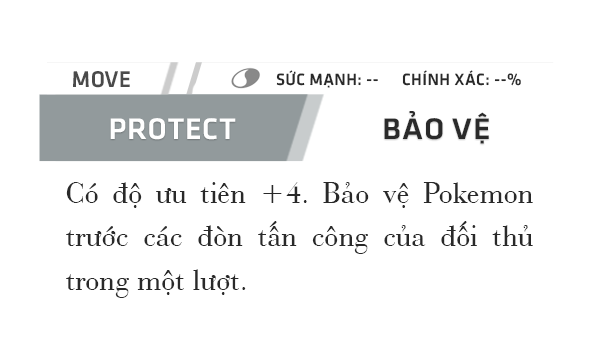 MOVE SỨC MẠNH: -- CHÍNH XÁC: --%
PROTECT BẢO VỆ
Có độ ưu tiên +4. Bảo vệ Pokemon
trước các đòn tấn công của đối thủ
trong một lượt.